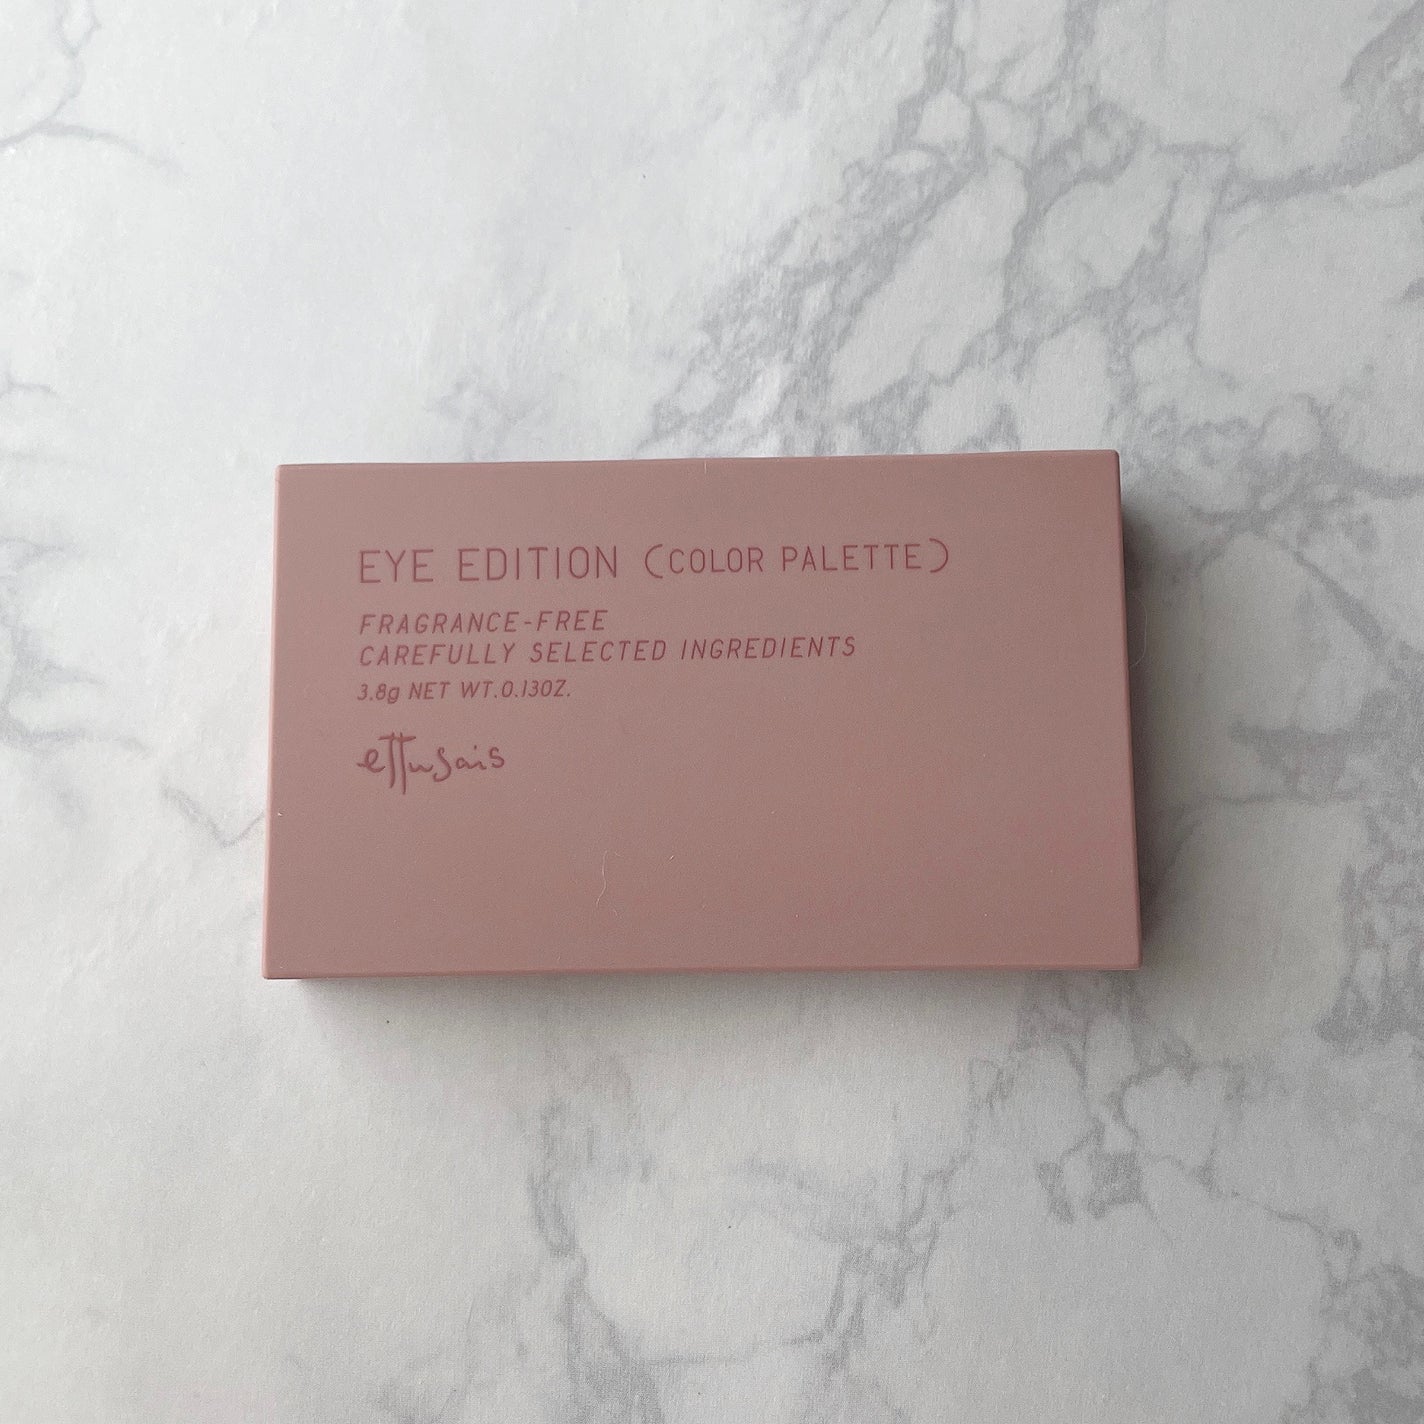 EYE EDITION (COLOR PALETTE)
FRAGRANCE-FREE
CAREFULLY SELECTED INGREDIENTS
3.8g NET WT.0.13OZ.
ettusais